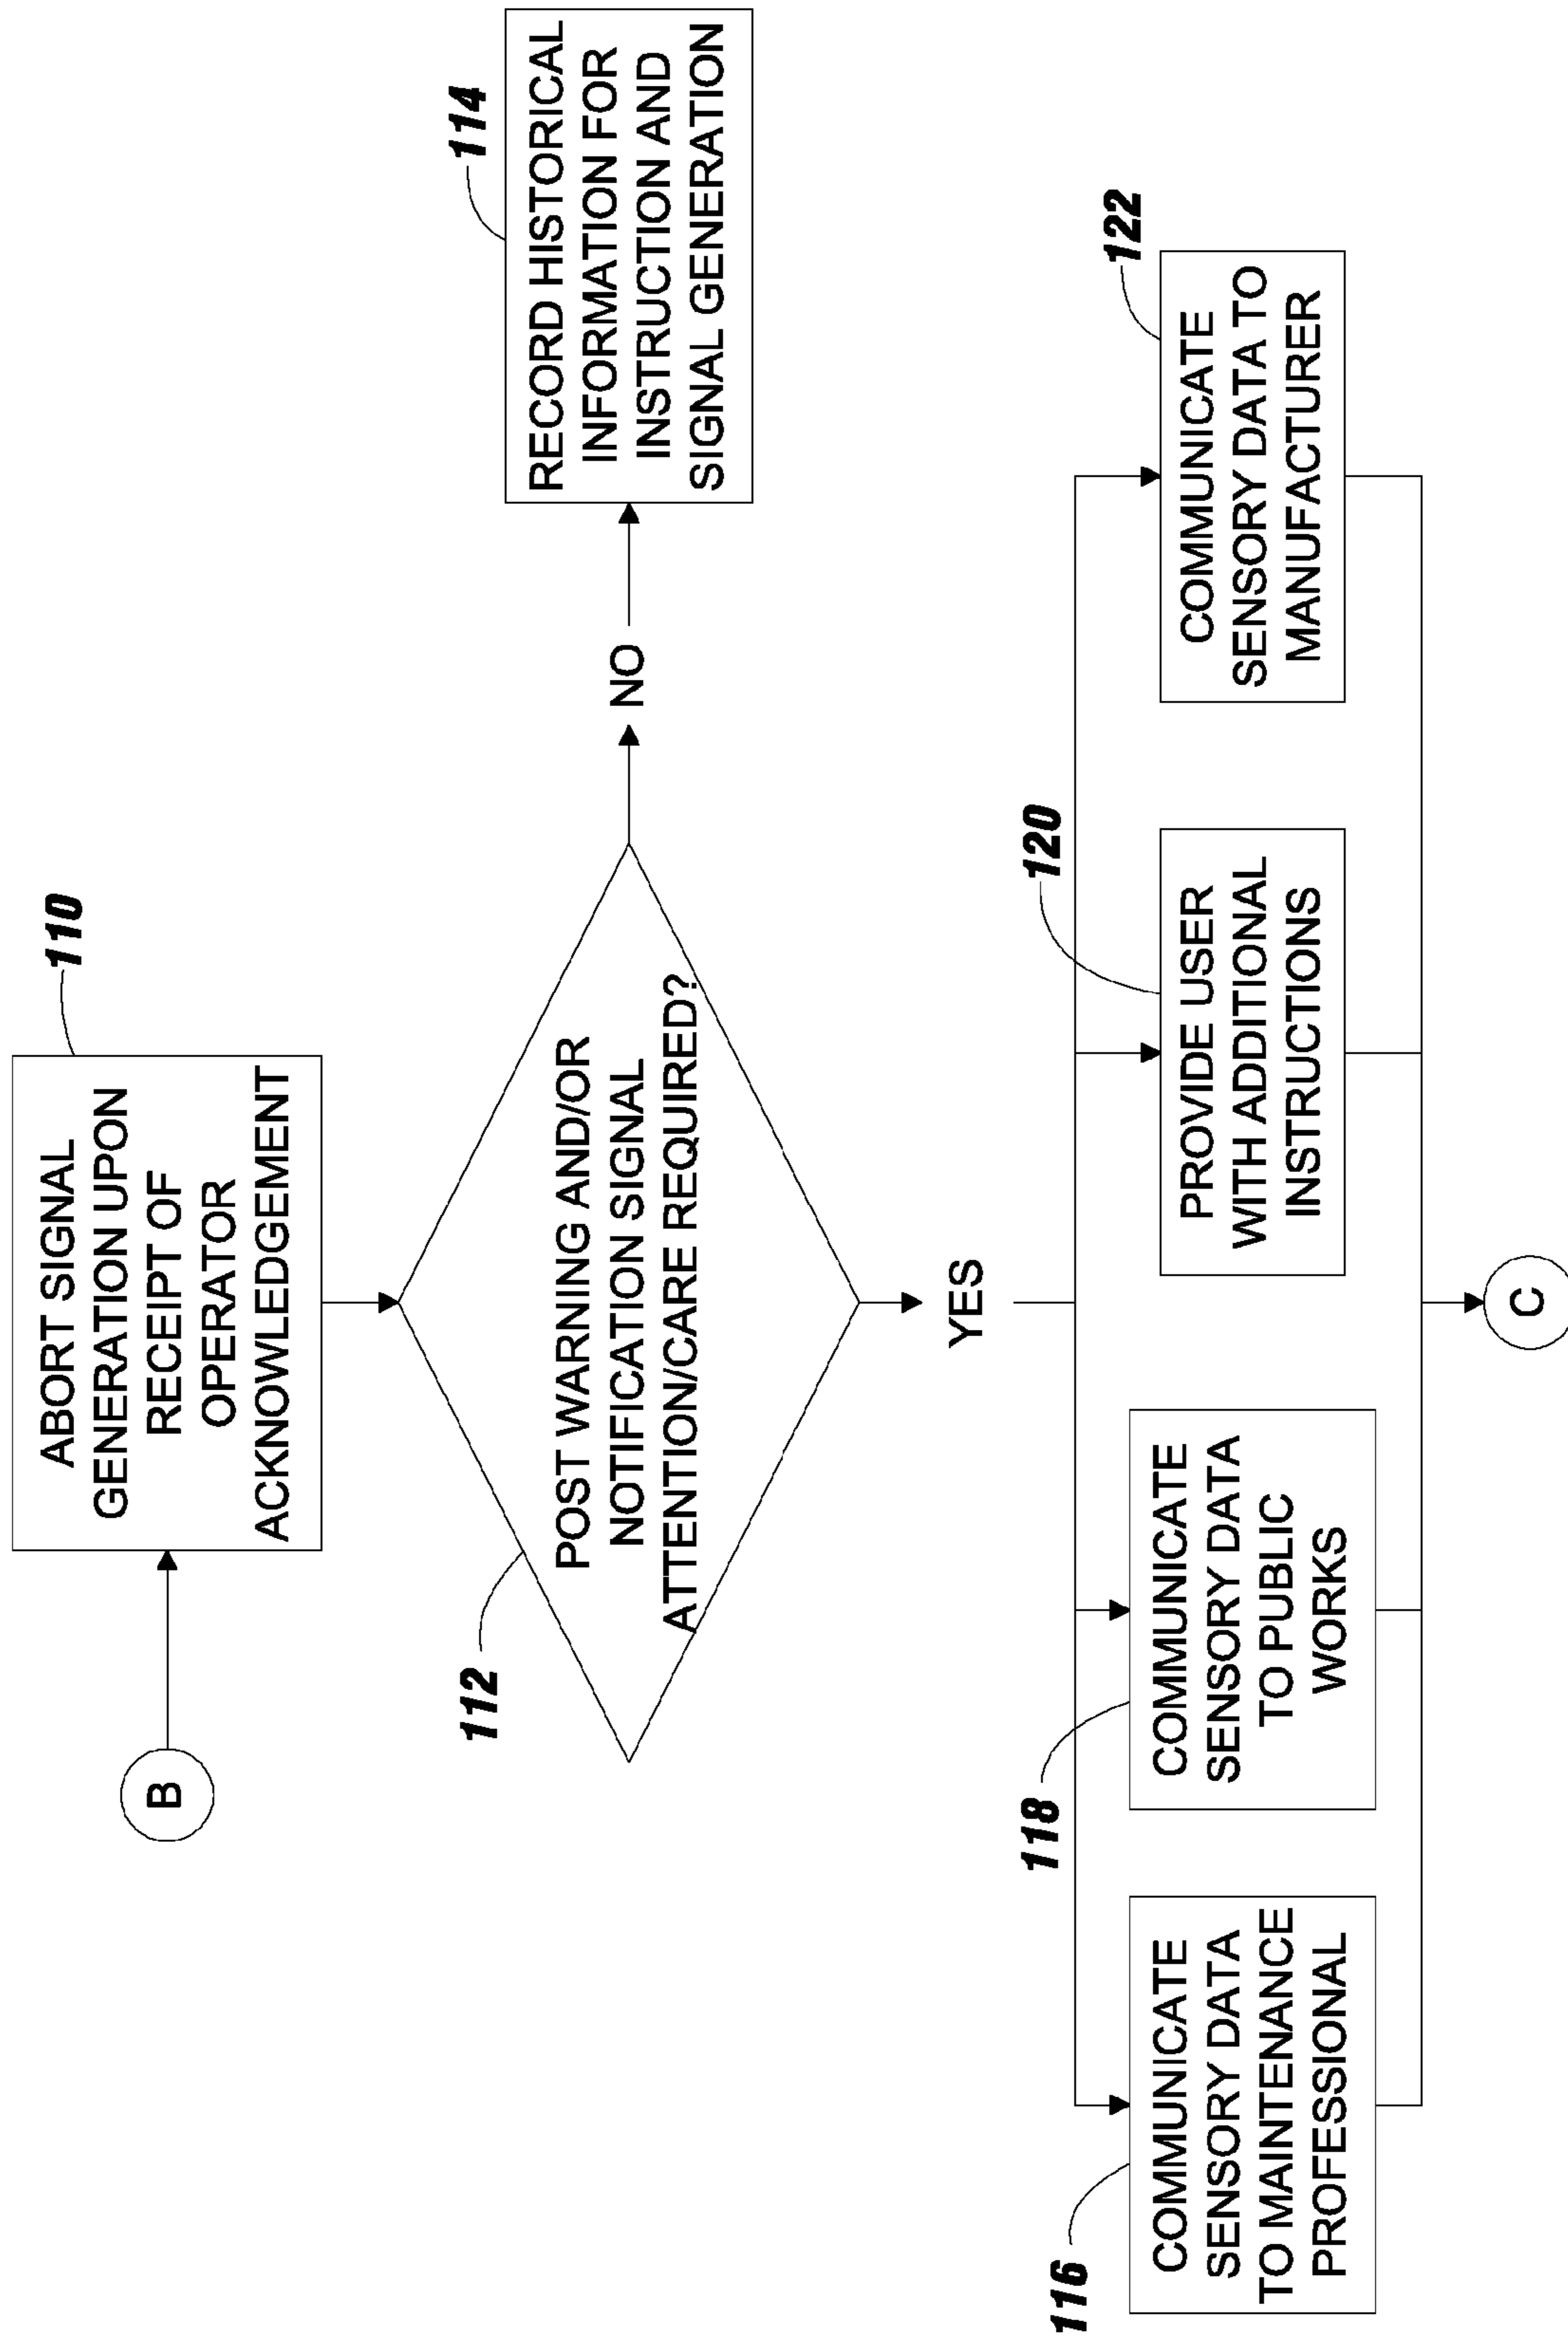 110
ABORT SIGNAL
GENERATION UPON
RECEIPT OF
OPERATOR
ACKNOWLEDGEMENT
B
112
POST WARNING AND/OR
NOTIFICATION SIGNAL
ATTENTION/CARE REQUIRED?
NO
114
RECORD HISTORICAL
INFORMATION FOR
INSTRUCTION AND
SIGNAL GENERATION
YES
116
COMMUNICATE
SENSORY DATA
TO MAINTENANCE
PROFESSIONAL
118
COMMUNICATE
SENSORY DATA
TO PUBLIC
WORKS
120
PROVIDE USER
WITH ADDITIONAL
INSTRUCTIONS
122
COMMUNICATE
SENSORY DATA TO
MANUFACTURER
C